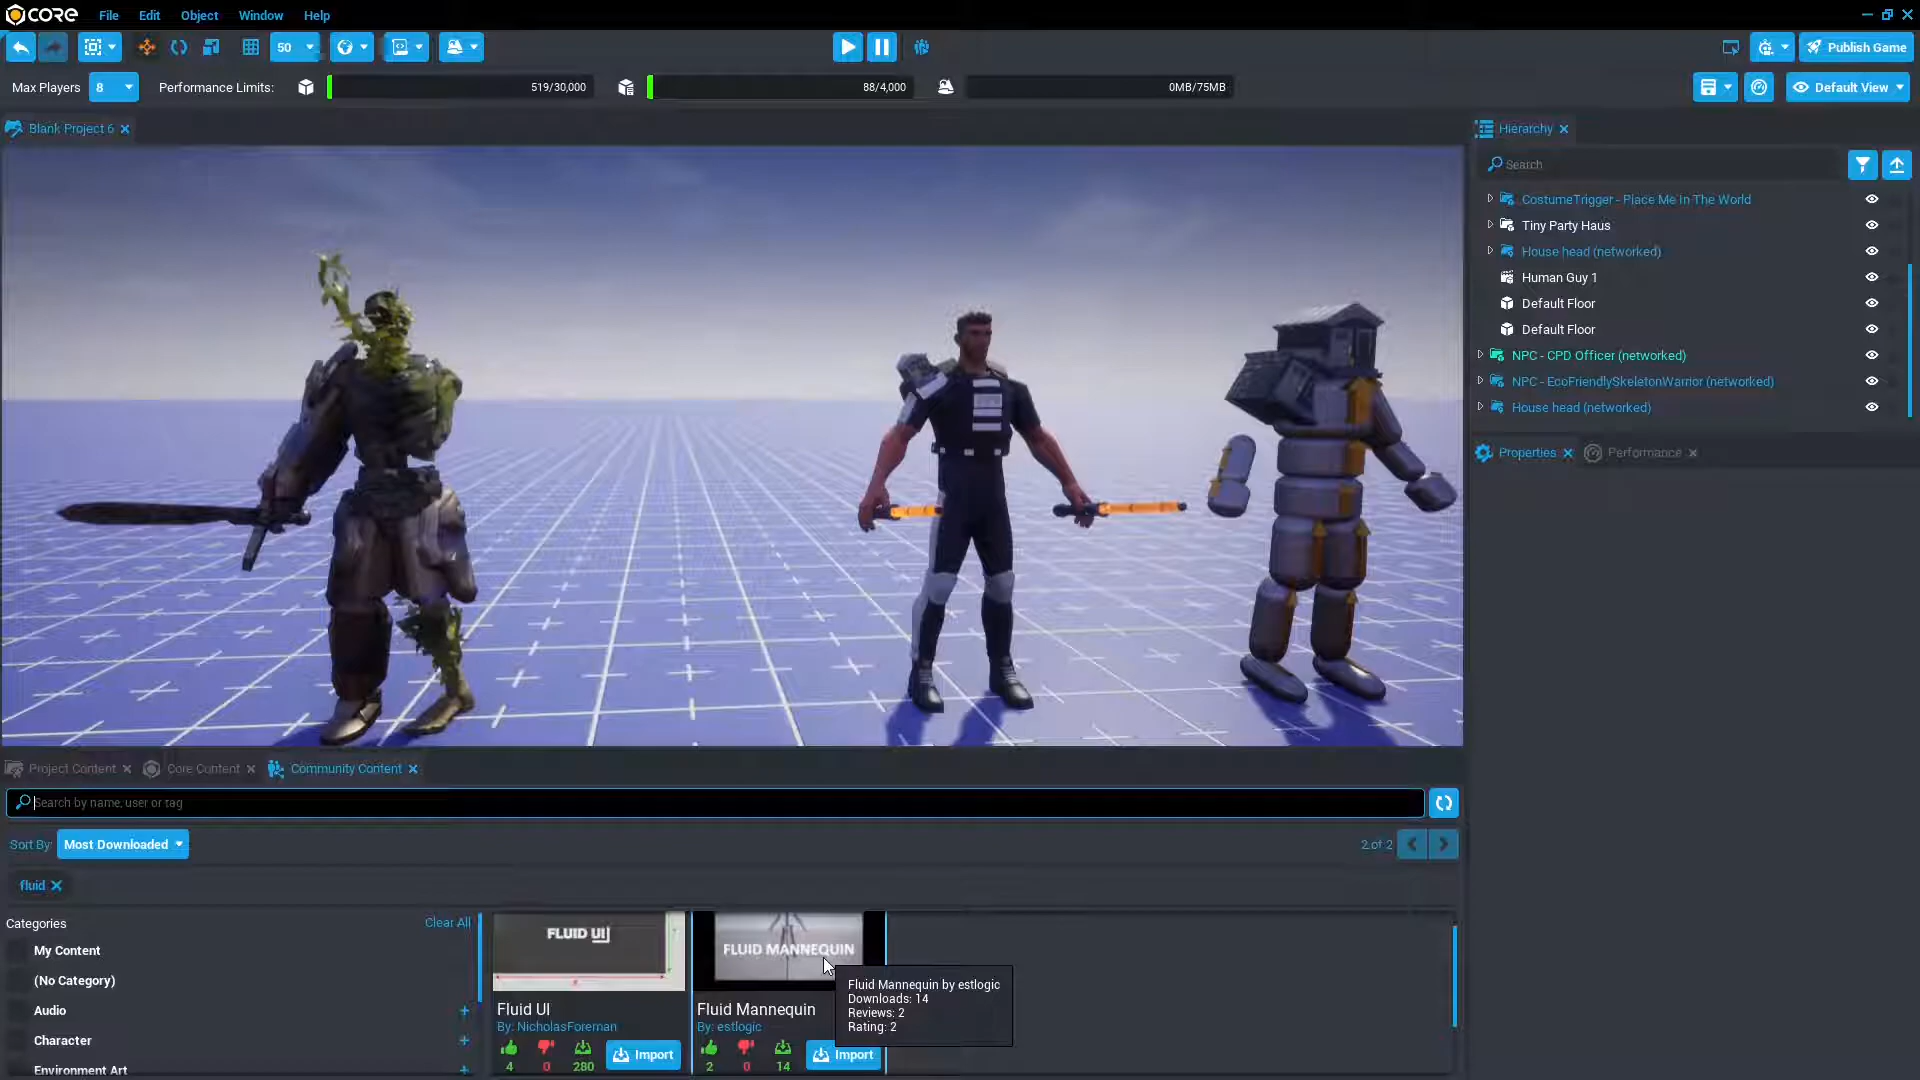 CORE
File Edit Object Window Help
50
Publish Game
Max Players 8 Performance Limits: 519/30,000 88/4,000 0MB/75MB
Default View
Blank Project 6
Hierarchy
Search
CostumeTrigger - Place Me In The World
Tiny Party Haus
House head (networked)
Human Guy 1
Default Floor
Default Floor
NPC - CPD Officer (networked)
NPC - EcoFriendlySkeletonWarrior (networked)
House head (networked)
Properties Performance
Project Content Core Content Community Content
Search by name, user or tag
Sort By: Most Downloaded
2 of 2
fluid
Categories Clear All
My Content
(No Category)
Audio
Character
Environment Art
FLUID UI
Fluid UI
By: NicholasForeman
4 0 280 Import
FLUID MANNEQUIN
Fluid Mannequin
By: estlogic
2 0 14 Import
Fluid Mannequin by estlogic
Downloads: 14
Reviews: 2
Rating: 2